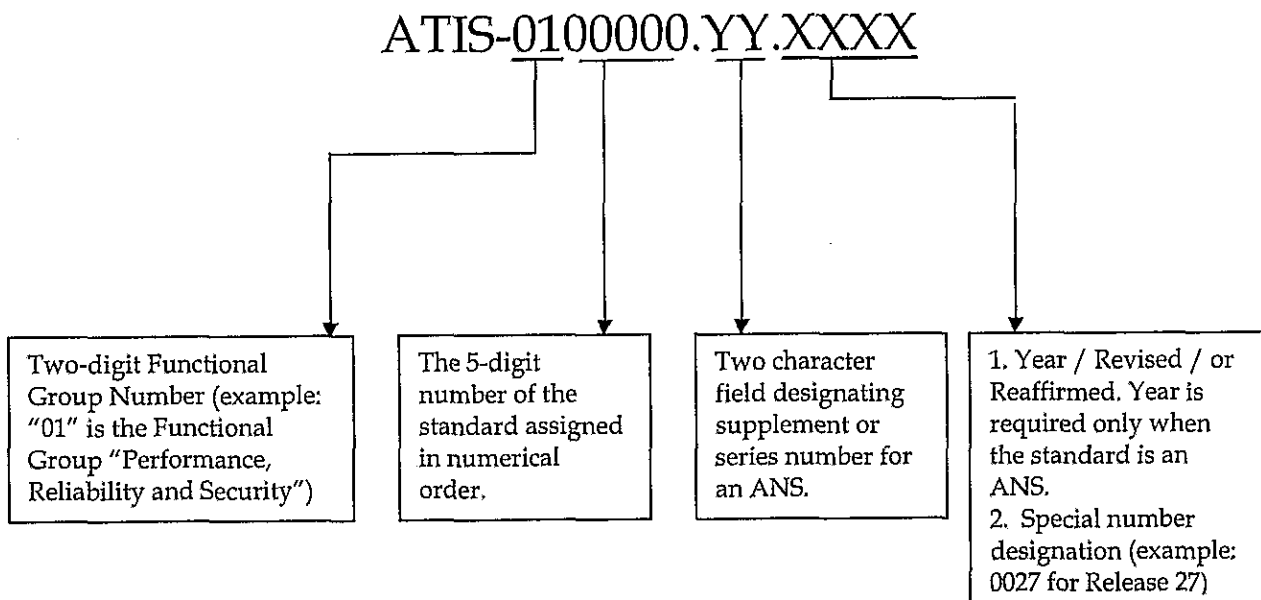 ATIS-0100000.YY.XXXX
Two-digit Functional
Group Number (example:
"01" is the Functional
Group "Performance,
Reliability and Security")
The 5-digit
number of the
standard assigned
in numerical
order.
Two character
field designating
supplement or
series number for
an ANS.
1. Year / Revised / or
Reaffirmed. Year is
required only when
the standard is an
ANS.
2. Special number
designation (example:
0027 for Release 27)